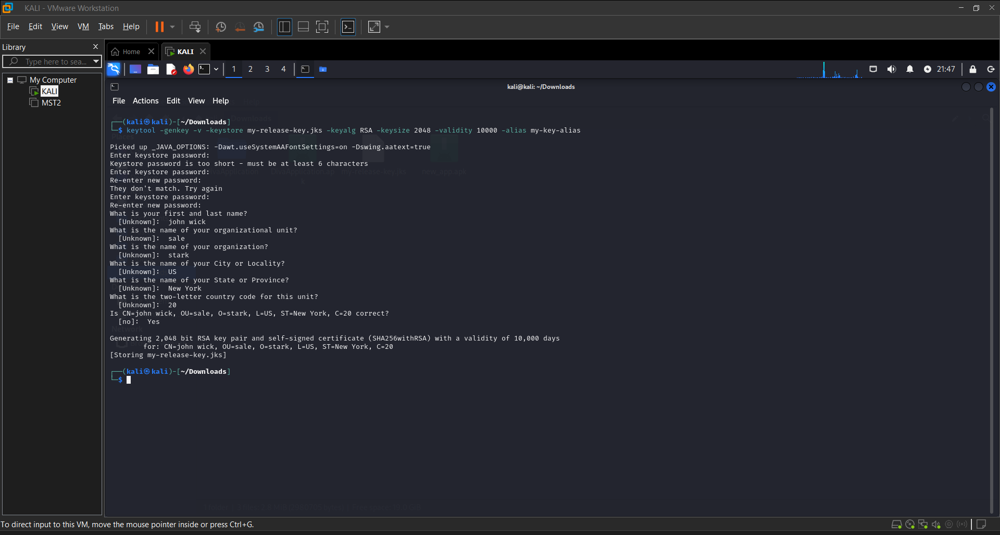 KALI - VMware Workstation
File Edit View VM Tabs Help
Library
Type here to sea...
My Computer
KALI
MST2
Home
KALI
1 2 3 4
21:47
kali@kali: ~/Downloads
File Actions Edit View Help
┌──(kali㉿kali)-[~/Downloads]
└─$ keytool -genkey -v -keystore my-release-key.jks -keyalg RSA -keysize 2048 -validity 10000 -alias my-key-alias
Picked up _JAVA_OPTIONS: -Dawt.useSystemAAFontSettings=on -Dswing.aatext=true
Enter keystore password:
Keystore password is too short - must be at least 6 characters
Enter keystore password:
Re-enter new password:
They don't match. Try again
Enter keystore password:
Re-enter new password:
What is your first and last name?
[Unknown]:  john wick
What is the name of your organizational unit?
[Unknown]:  sale
What is the name of your organization?
[Unknown]:  stark
What is the name of your City or Locality?
[Unknown]:  US
What is the name of your State or Province?
[Unknown]:  New York
What is the two-letter country code for this unit?
[Unknown]:  20
Is CN=john wick, OU=sale, O=stark, L=US, ST=New York, C=20 correct?
[no]:  Yes
Generating 2,048 bit RSA key pair and self-signed certificate (SHA256withRSA) with a validity of 10,000 days
for: CN=john wick, OU=sale, O=stark, L=US, ST=New York, C=20
[Storing my-release-key.jks]
┌──(kali㉿kali)-[~/Downloads]
└─$
To direct input to this VM, move the mouse pointer inside or press Ctrl+G.